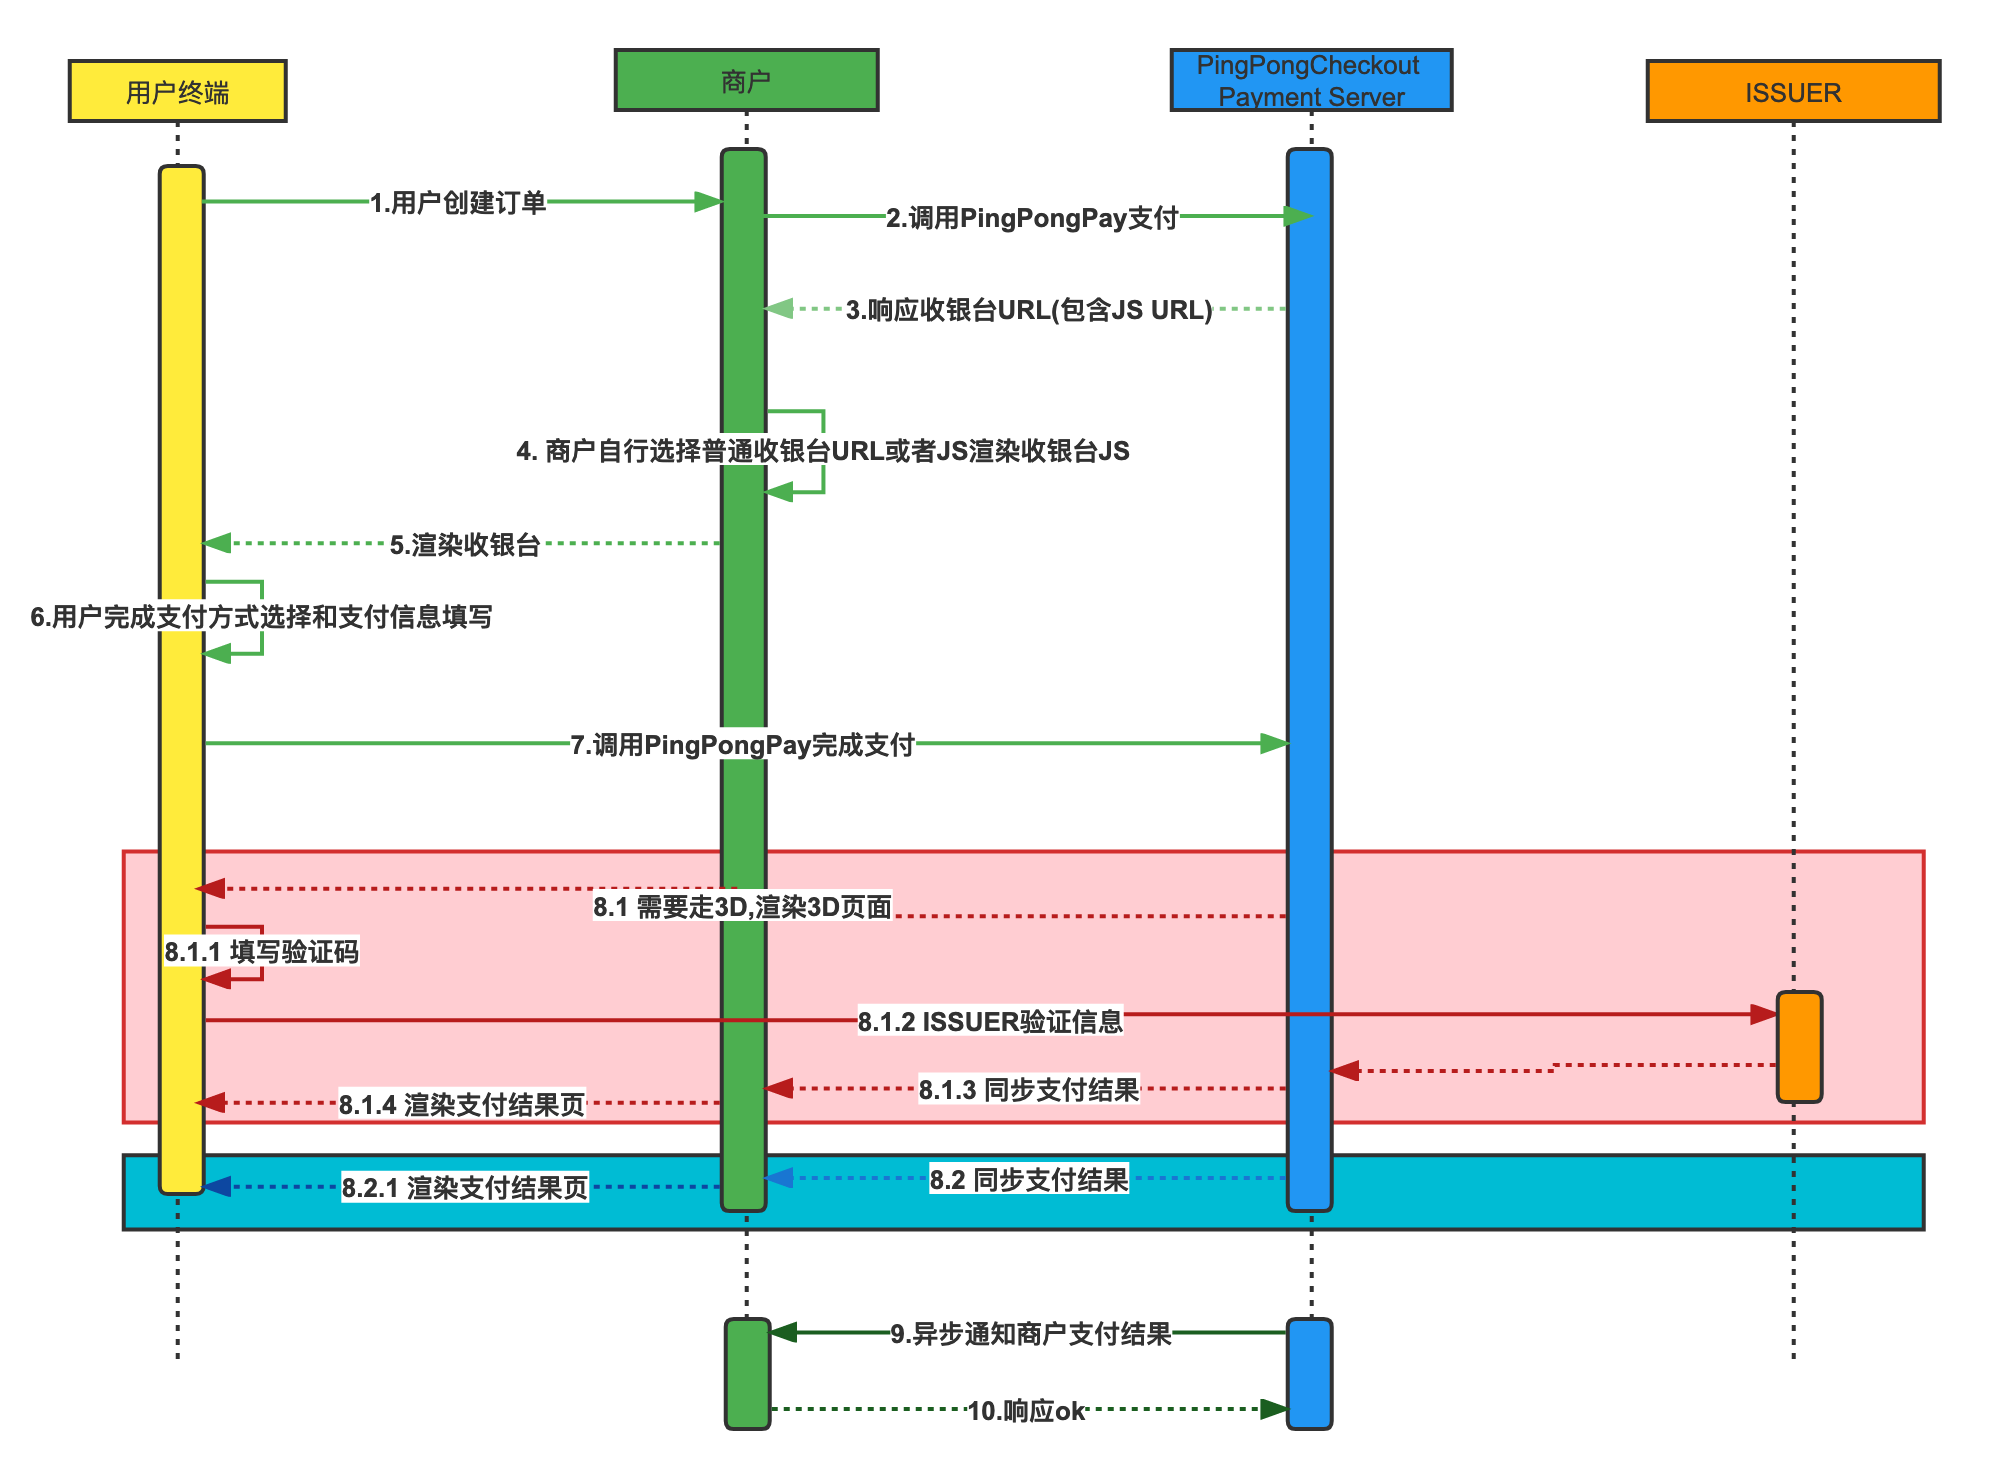 用户终端
商户
PingPongCheckout
Payment Server
ISSUER
1.用户创建订单
2.调用PingPongPay支付
3.响应收银台URL(包含JS URL)
4. 商户自行选择普通收银台URL或者JS渲染收银台JS
5.渲染收银台
6.用户完成支付方式选择和支付信息填写
7.调用PingPongPay完成支付
8.1 需要走3D,渲染3D页面
8.1.1 填写验证码
8.1.2 ISSUER验证信息
8.1.3 同步支付结果
8.1.4 渲染支付结果页
8.2 同步支付结果
8.2.1 渲染支付结果页
9.异步通知商户支付结果
10.响应ok